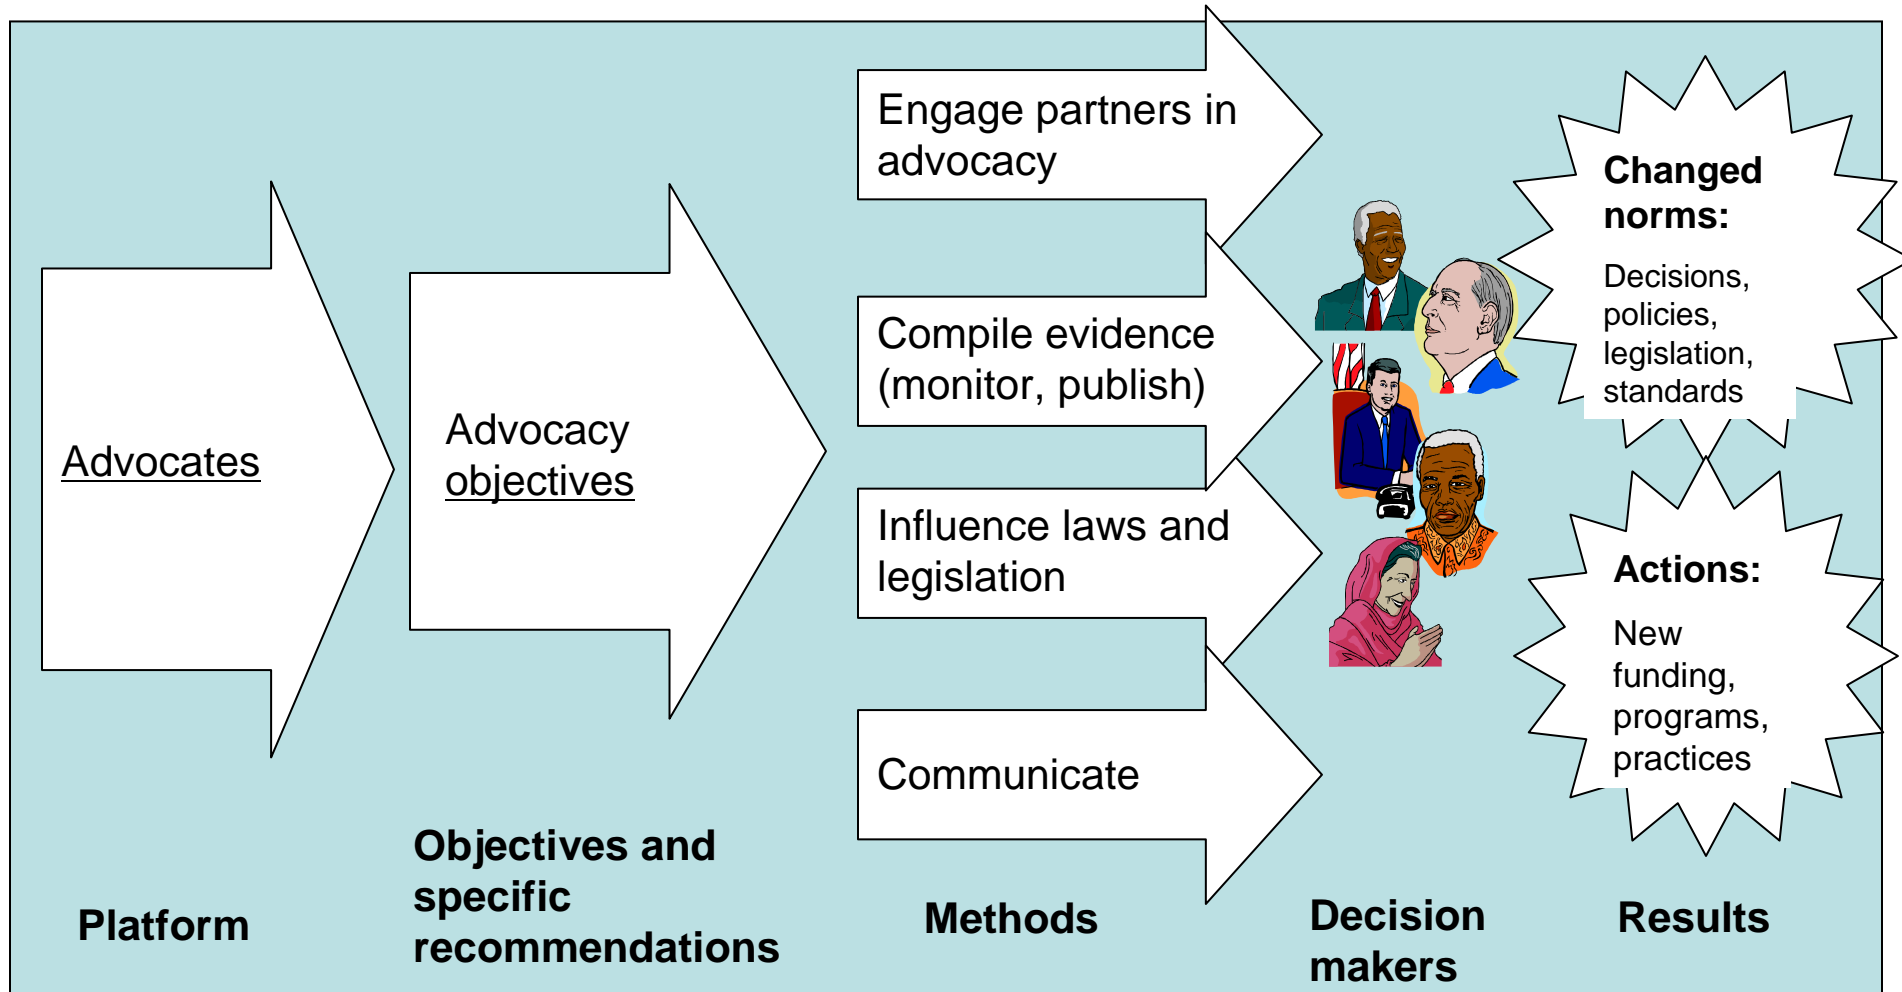 Advocates
Advocacy
objectives
Engage partners in
advocacy
Compile evidence
(monitor, publish)
Influence laws and
legislation
Communicate
Changed
norms:
Decisions,
policies,
legislation,
standards
Actions:
New
funding,
programs,
practices
Platform
Objectives and
specific
recommendations
Methods
Decision
makers
Results